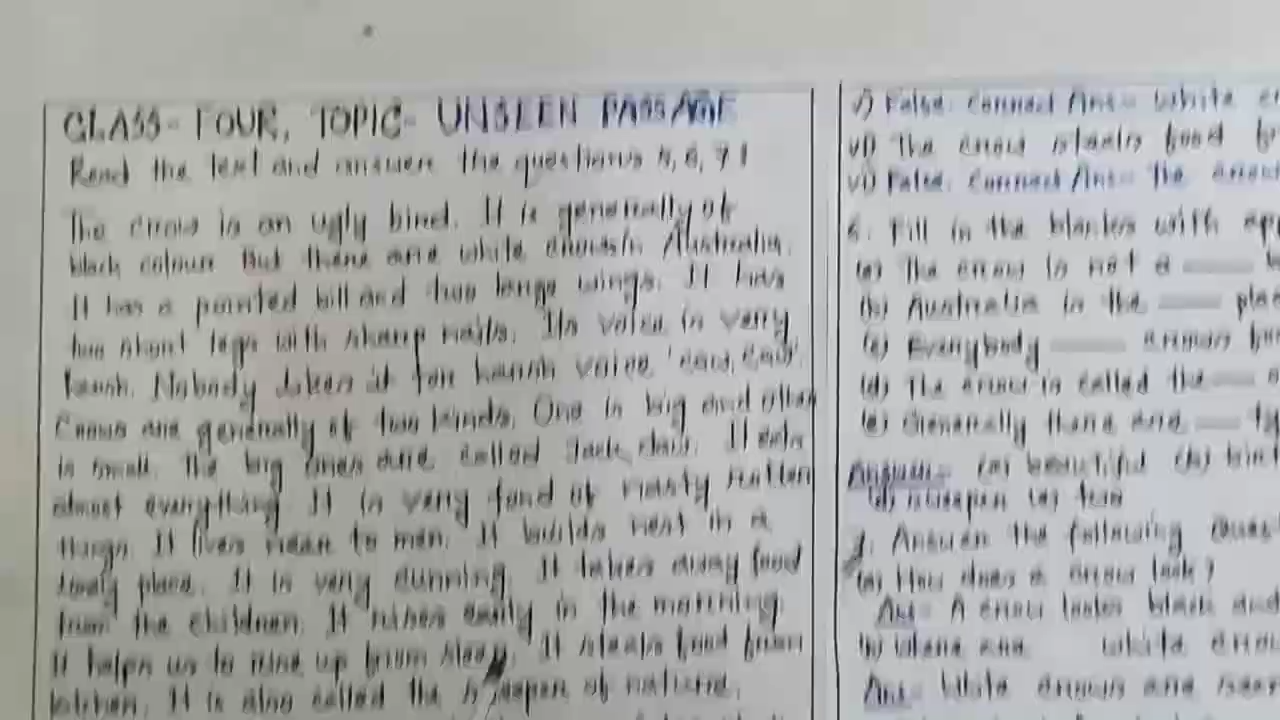 CLASS- FOUR, TOPIC- UNSEEN PASSAGE
Read the text and answer the questions 5, 6, 7!
The crow is an ugly bird. It is generally of
black colour. But there are white crows in Australia.
It has a pointed bill and two large wings. It has
two short legs with sharp nails. Its voice is very
harsh. Nobody likes it for harsh voice 'caw, caw'.
Crows are generally of two kinds. One is big and other
is small. The big ones are called Jack daw. It eats
almost everything. It is very fond of nasty rotten
things. It lives near to men. It builds nest in a
lonely place. It is very cunning. It takes away food
from the children. It rises early in the morning.
It helps us to rise up from sleep. It steals food from
kitchen. It is also called the sweeper of nature.
v) False. Correct Ans- White
vi) The crow steals food
vi) False. Correct Ans- The crow
6. Fill in the blanks with
(a) The crow is not a ___
(b) Australia is the ___
(c) Everybody ___ crows
(d) The crow is called the ___
(e) Generally there are ___
Answer- (a) beautiful (b)
(d) sweeper (e) two
7. Answer the following
(a) How does a crow look?
Ans- A crow looks black and
(b) Where are white
Ans- White crows are